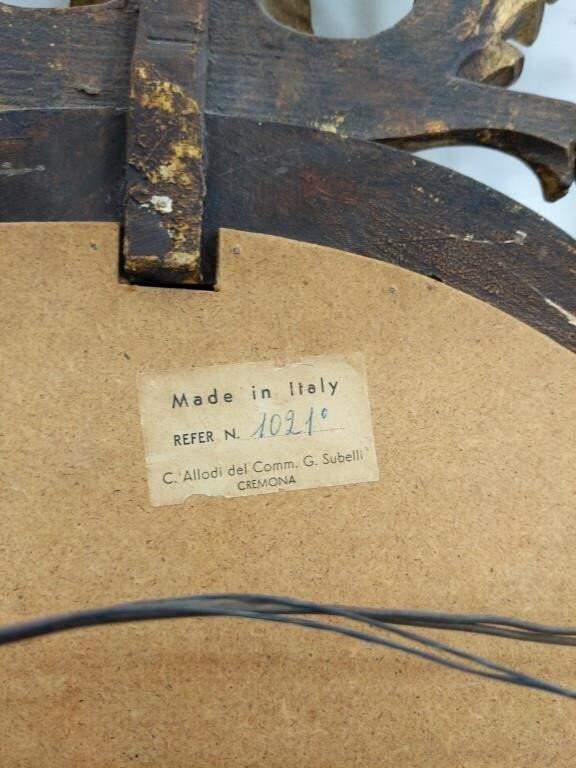 Made in Italy
REFER N. 1021°
C. Allodi del Comm. G. Subelli
CREMONA